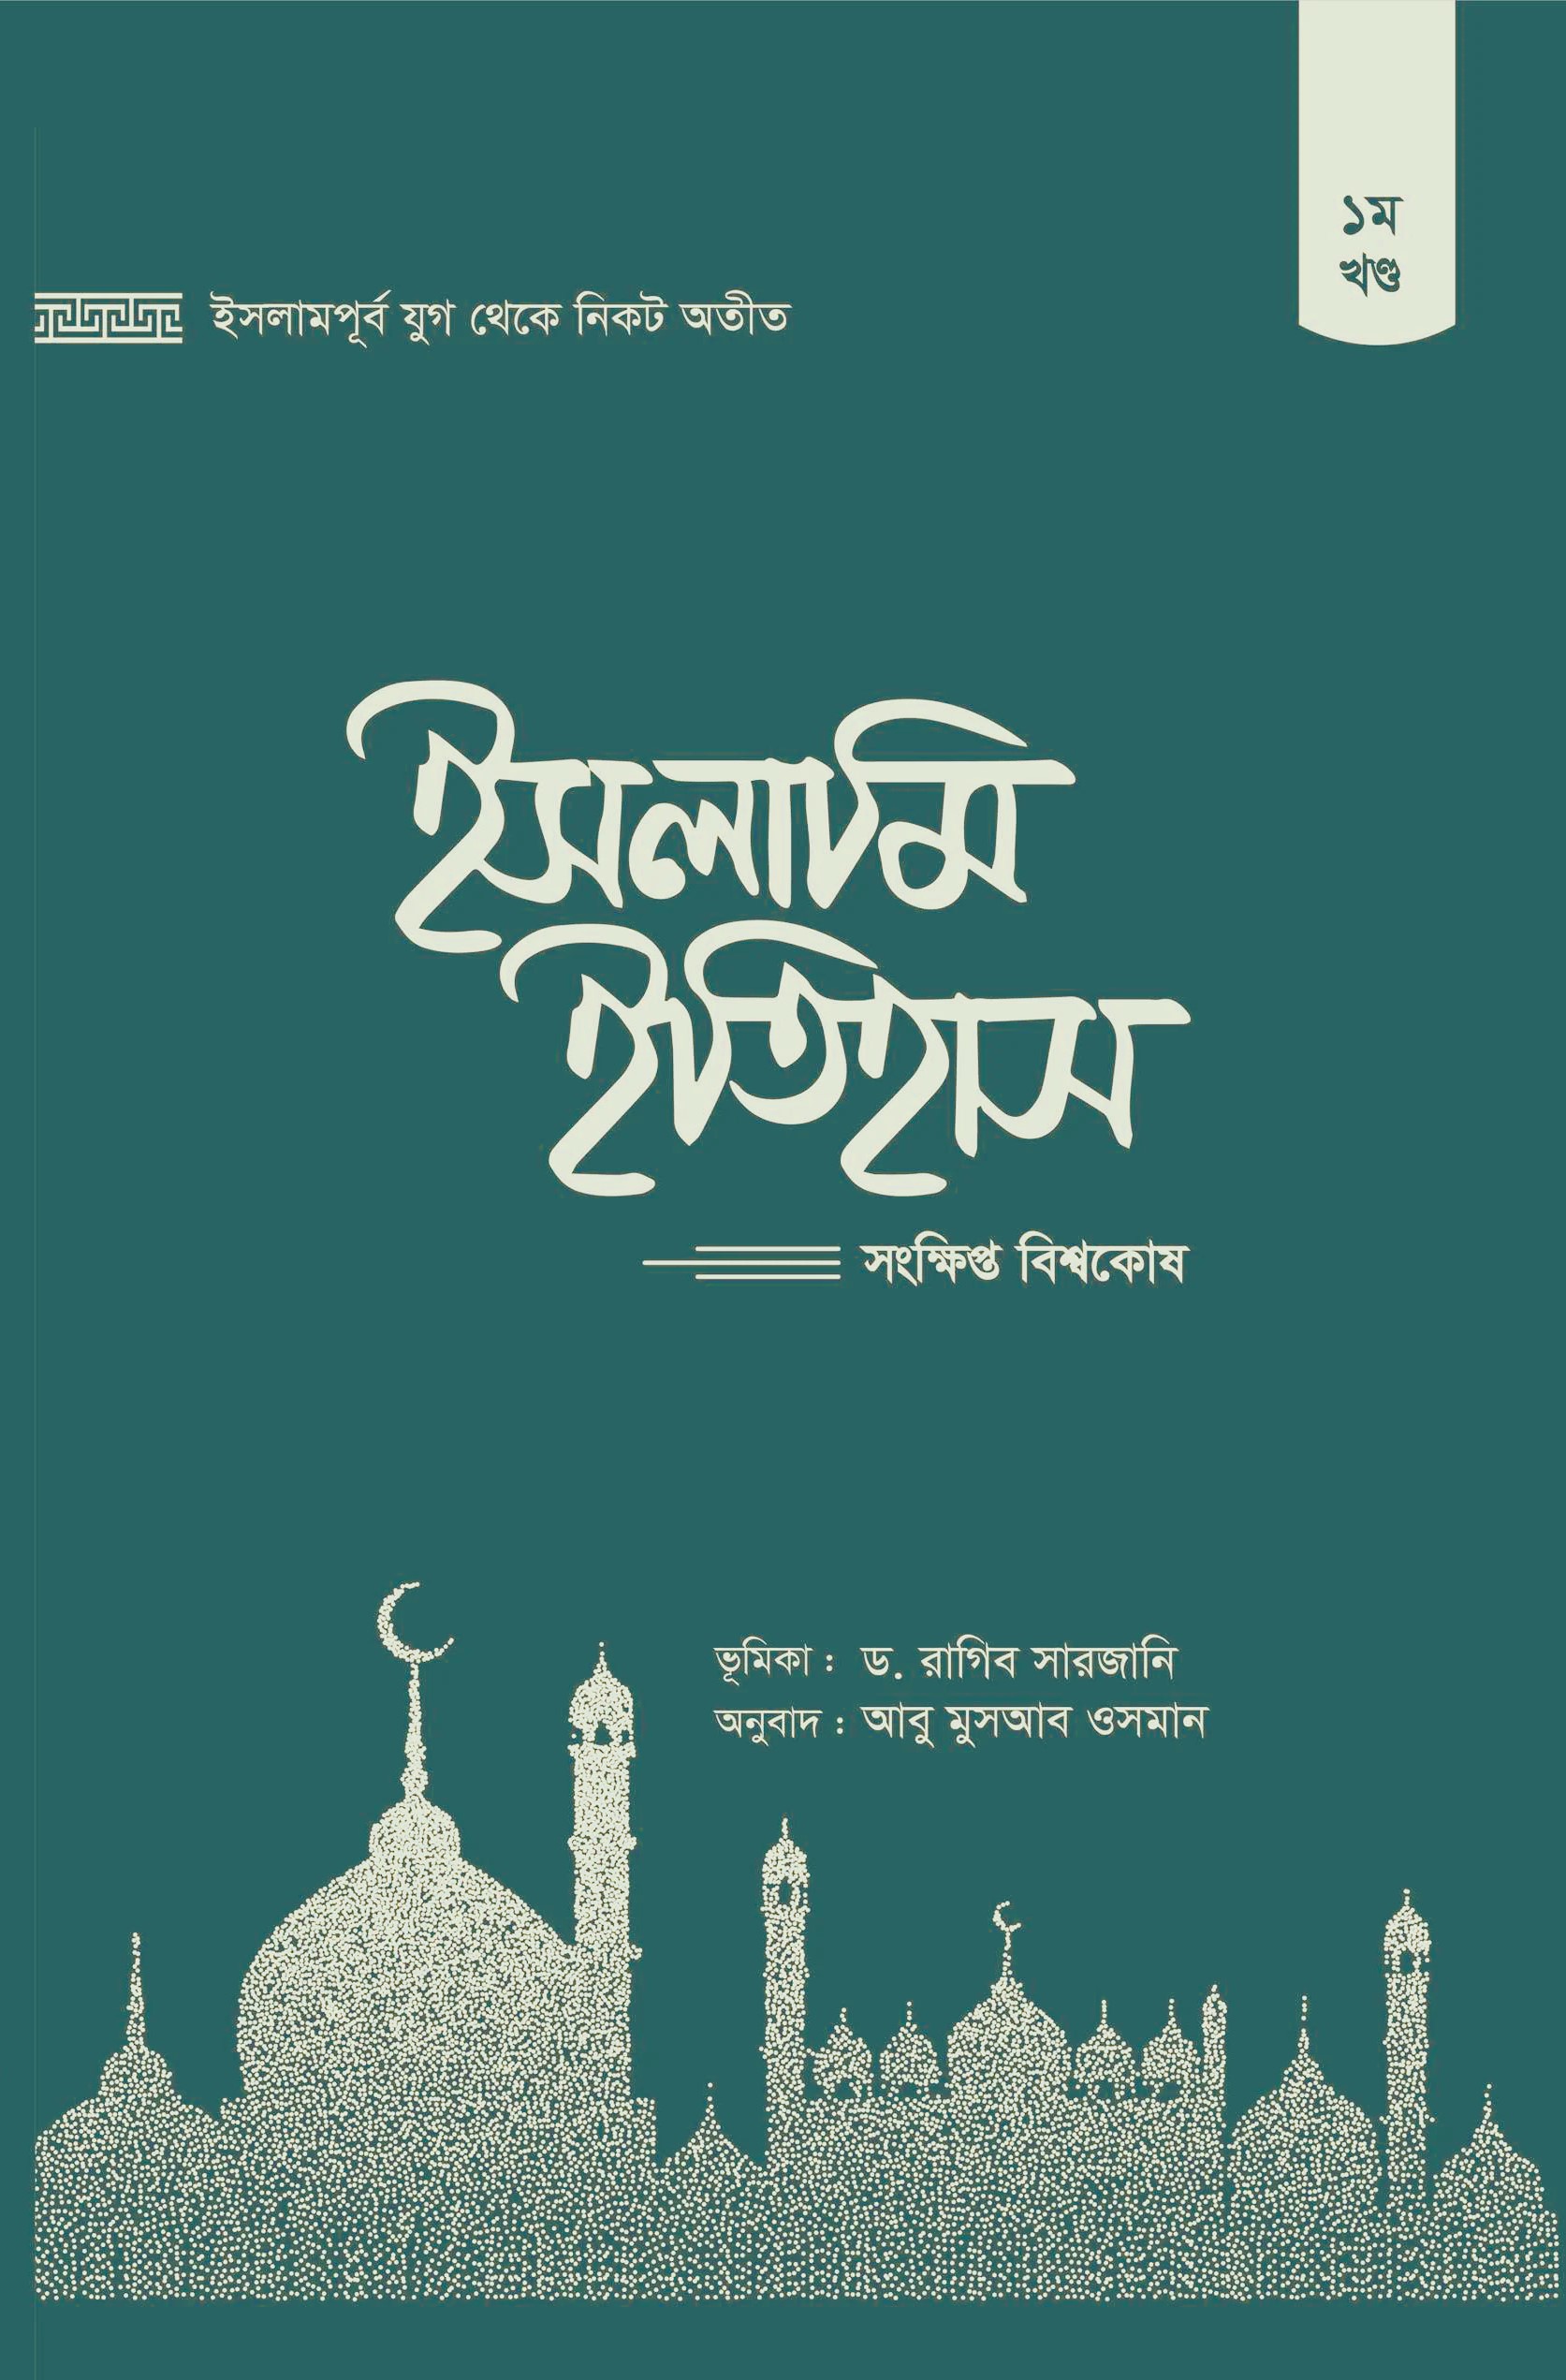 ১ম
খণ্ড
ইসলামপূর্ব যুগ থেকে নিকট অতীত
ইসলামি
ইতিহাস
সংক্ষিপ্ত বিশ্বকোষ
ভূমিকা : ড. রাগিব সারজানি
অনুবাদ : আবু মুসআব ওসমান